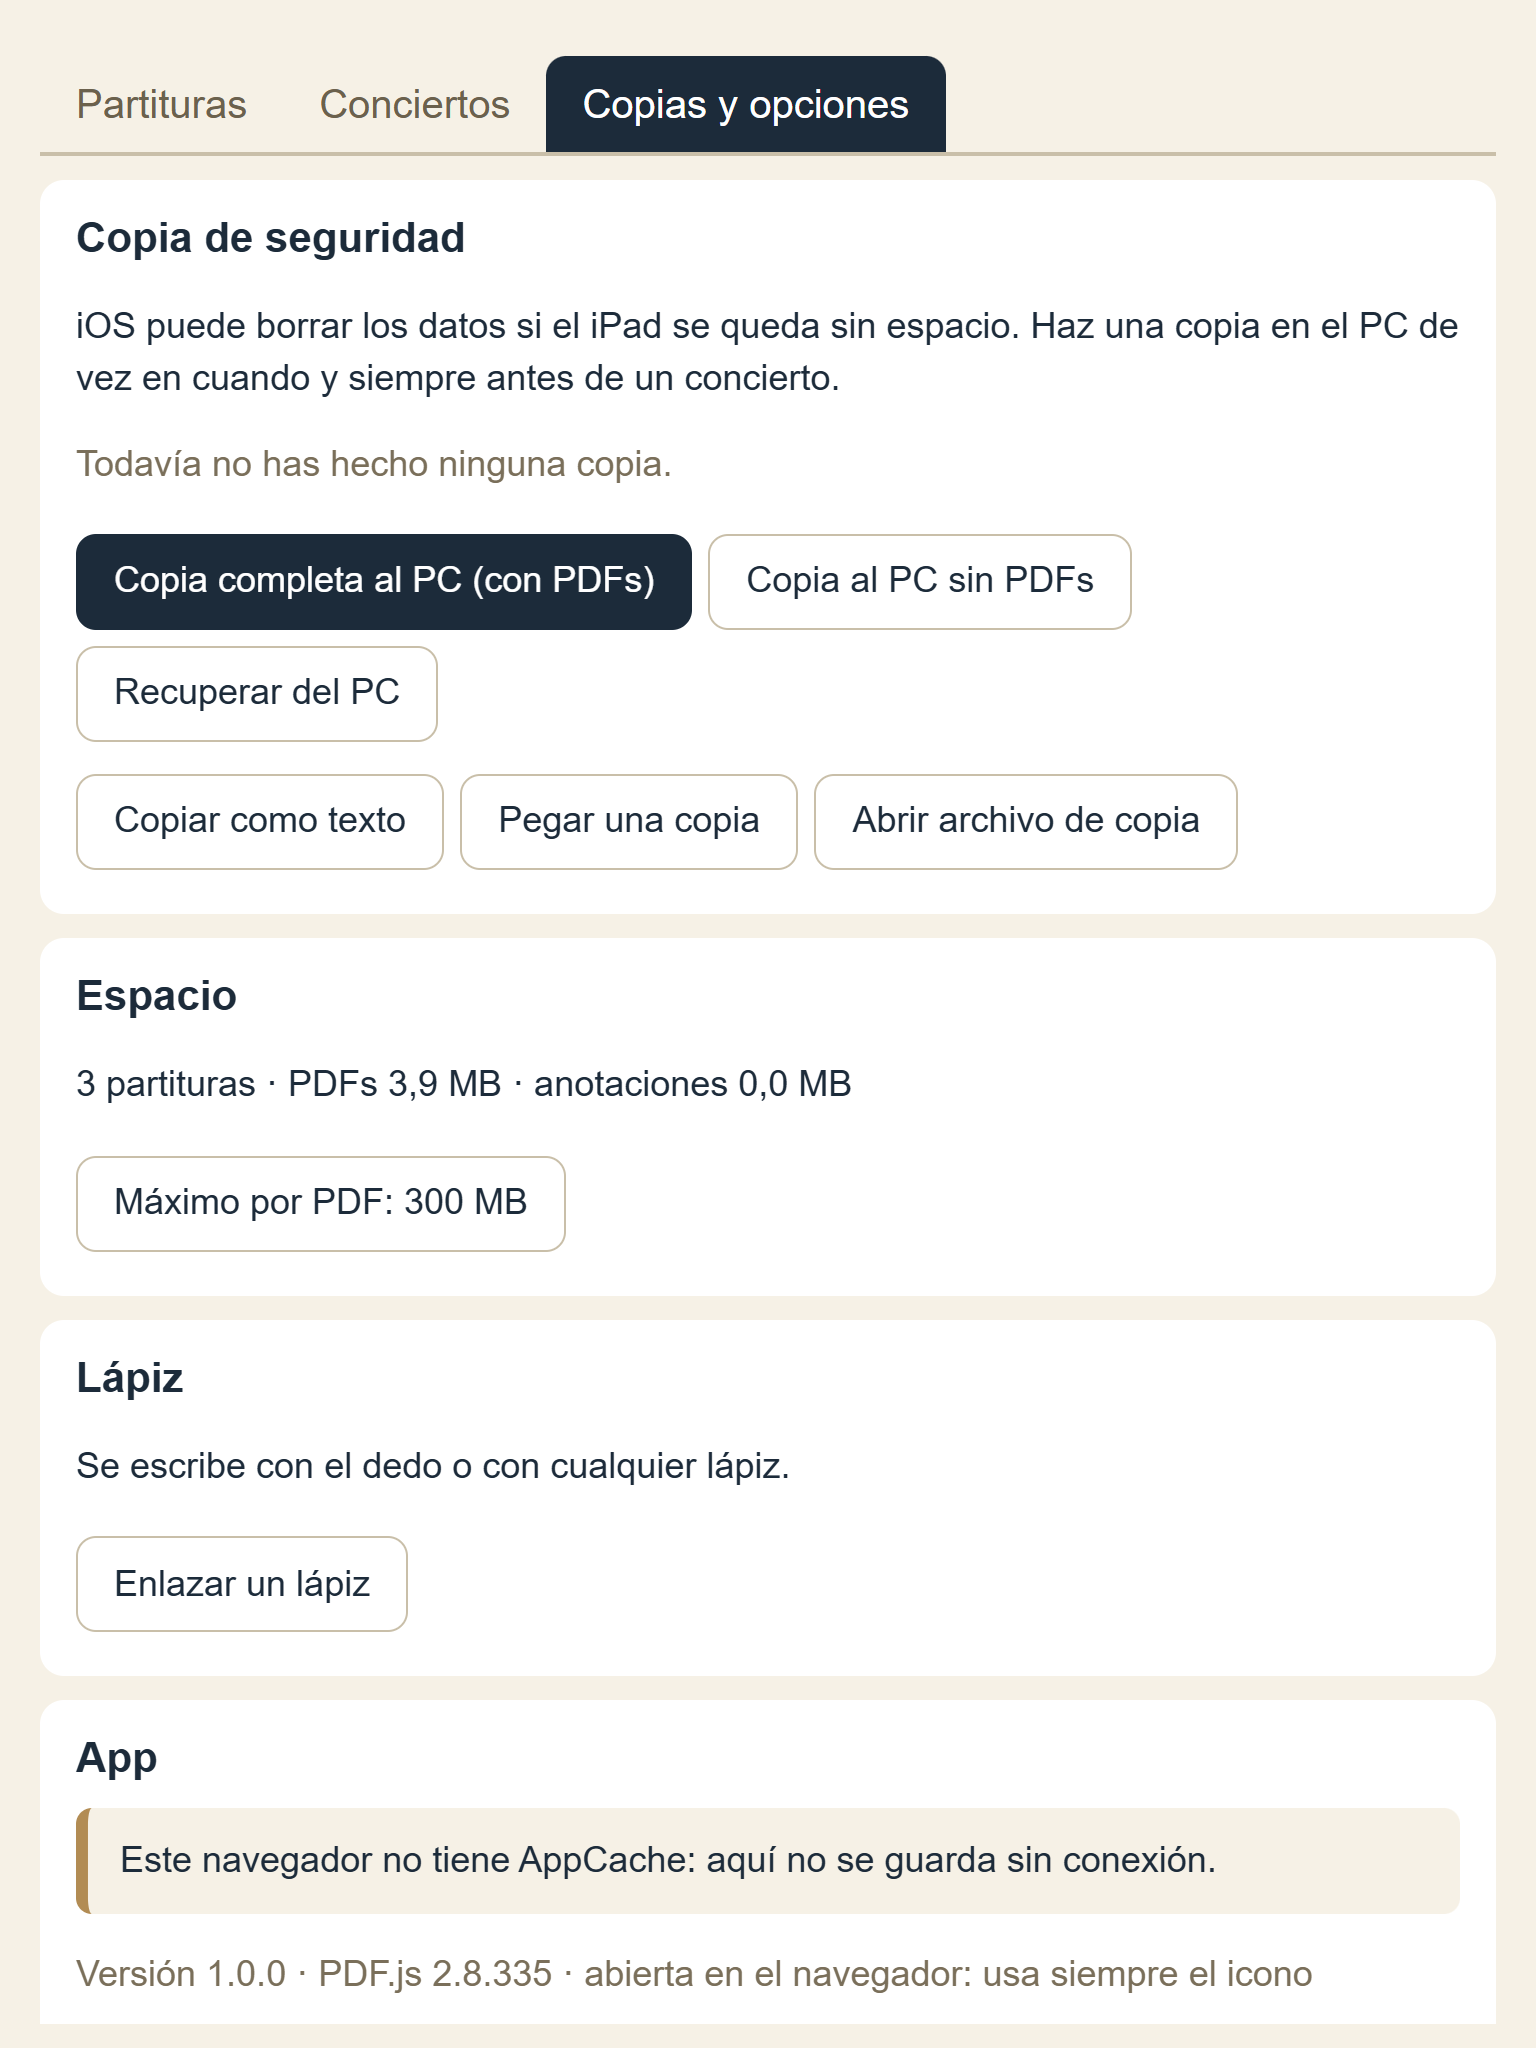 Partituras Conciertos Copias y opciones
Copia de seguridad
iOS puede borrar los datos si el iPad se queda sin espacio. Haz una copia en el PC de
vez en cuando y siempre antes de un concierto.
Todavía no has hecho ninguna copia.
Copia completa al PC (con PDFs) Copia al PC sin PDFs
Recuperar del PC
Copiar como texto Pegar una copia Abrir archivo de copia
Espacio
3 partituras · PDFs 3,9 MB · anotaciones 0,0 MB
Máximo por PDF: 300 MB
Lápiz
Se escribe con el dedo o con cualquier lápiz.
Enlazar un lápiz
App
Este navegador no tiene AppCache: aquí no se guarda sin conexión.
Versión 1.0.0 · PDF.js 2.8.335 · abierta en el navegador: usa siempre el icono